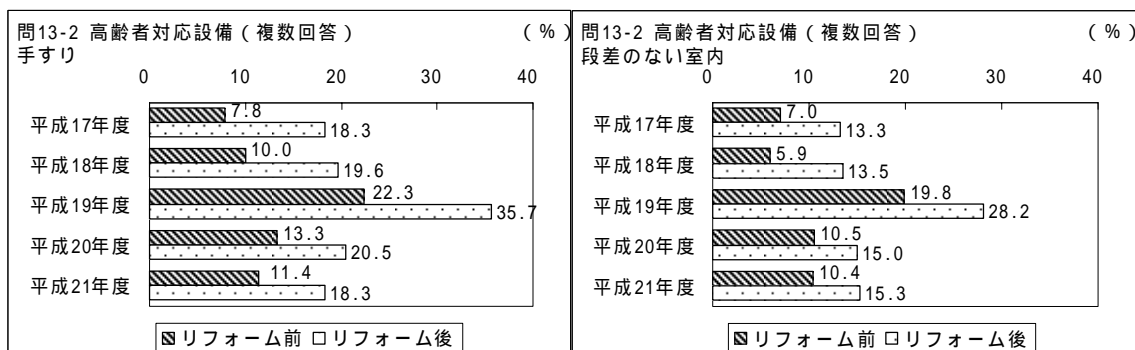 問13-2 高齢者対応設備（複数回答） （％）
手すり
0 10 20 30 40
平成17年度 7.8 18.3
平成18年度 10.0 19.6
平成19年度 22.3 35.7
平成20年度 13.3 20.5
平成21年度 11.4 18.3
リフォーム前 リフォーム後
問13-2 高齢者対応設備（複数回答） （％）
段差のない室内
0 10 20 30 40
平成17年度 7.0 13.3
平成18年度 5.9 13.5
平成19年度 19.8 28.2
平成20年度 10.5 15.0
平成21年度 10.4 15.3
リフォーム前 リフォーム後